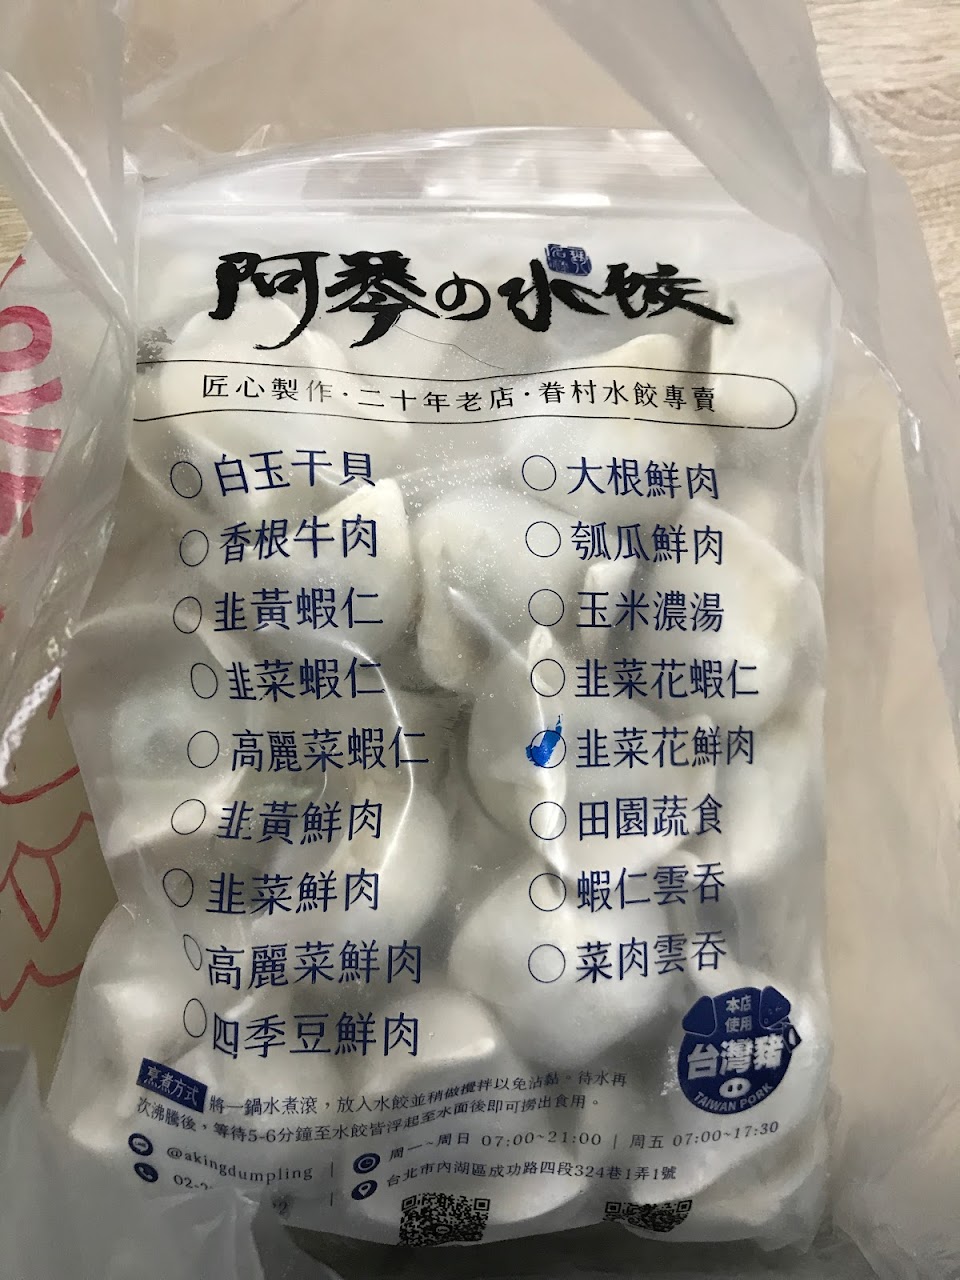 阿琴の水餃
匠心製作·二十年老店·眷村水餃專賣
白玉干貝
香根牛肉
韭黃蝦仁
韭菜蝦仁
高麗菜蝦仁
韭黃鮮肉
韭菜鮮肉
高麗菜鮮肉
四季豆鮮肉
大根鮮肉
瓠瓜鮮肉
玉米濃湯
韭菜花蝦仁
韭菜花鮮肉
田園蔬食
蝦仁雲吞
菜肉雲吞
本店
使用
台灣豬
TAIWAN PORK
烹煮方式 將一鍋水煮滾，放入水餃並稍做攪拌以免沾黏。待水再
次沸騰後，等待5-6分鐘至水餃皆浮起至水面後即可撈出食用。
@akingdumpling | 周一~周日 07:00~21:00 | 周五 07:00~17:30
02- | 台北市內湖區成功路四段324巷1弄1號